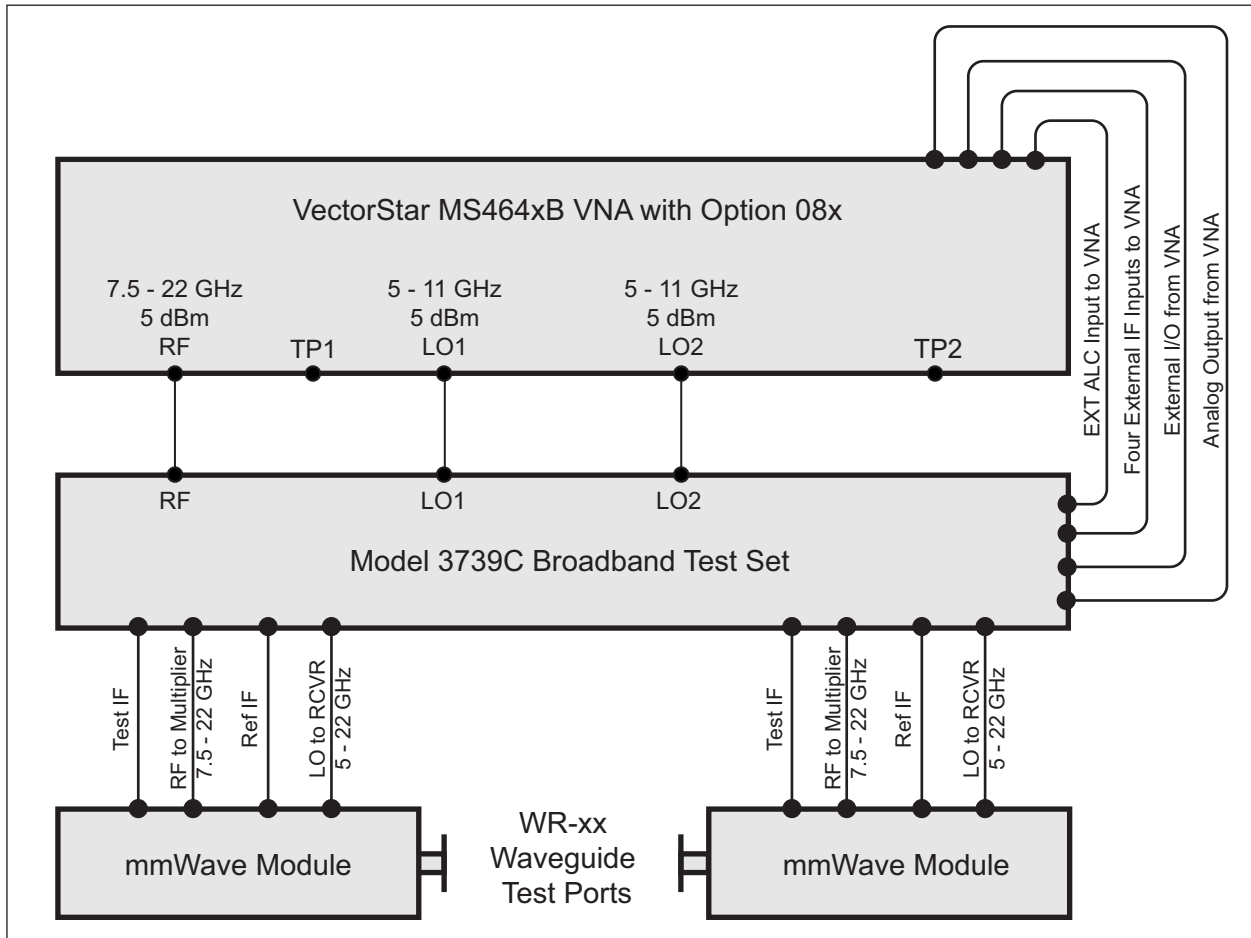 VectorStar MS464xB VNA with Option 08x
7.5 - 22 GHz
5 dBm
RF
TP1
5 - 11 GHz
5 dBm
LO1
5 - 11 GHz
5 dBm
LO2
TP2
EXT ALC Input to VNA
Four External IF Inputs to VNA
External I/O from VNA
Analog Output from VNA
RF
LO1
LO2
Model 3739C Broadband Test Set
Test IF
RF to Multiplier
7.5 - 22 GHz
Ref IF
LO to RCVR
5 - 22 GHz
Test IF
RF to Multiplier
7.5 - 22 GHz
Ref IF
LO to RCVR
5 - 22 GHz
mmWave Module
WR-xx
Waveguide
Test Ports
mmWave Module